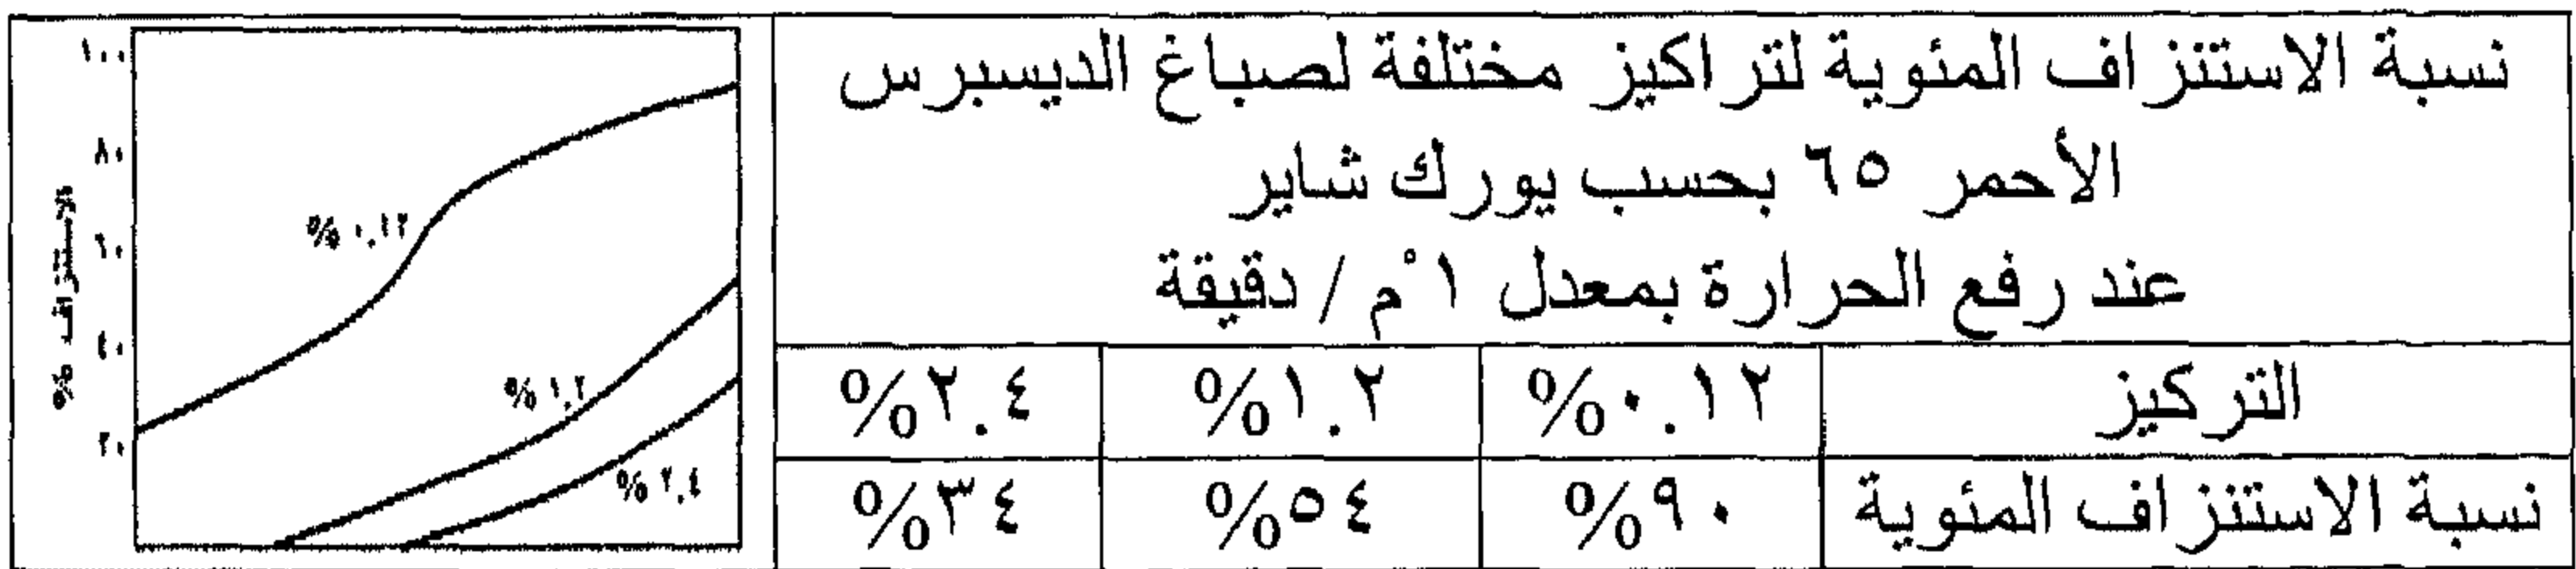 نسبة الاستنزاف المئوية لتراكيز مختلفة لصباغ الديسبرس
الأحمر ٦٥ بحسب يورك شاير
عند رفع الحرارة بمعدل ١°م / دقيقة
التركيز ٠.١٢% ١.٢% ٢.٤%
نسبة الاستنزاف المئوية ٩٠% ٥٤% ٣٤%
الاستنزاف %
١٠٠
٨٠
٦٠
٤٠
٢٠
٠.١٢ %
١.٢ %
٢.٤ %